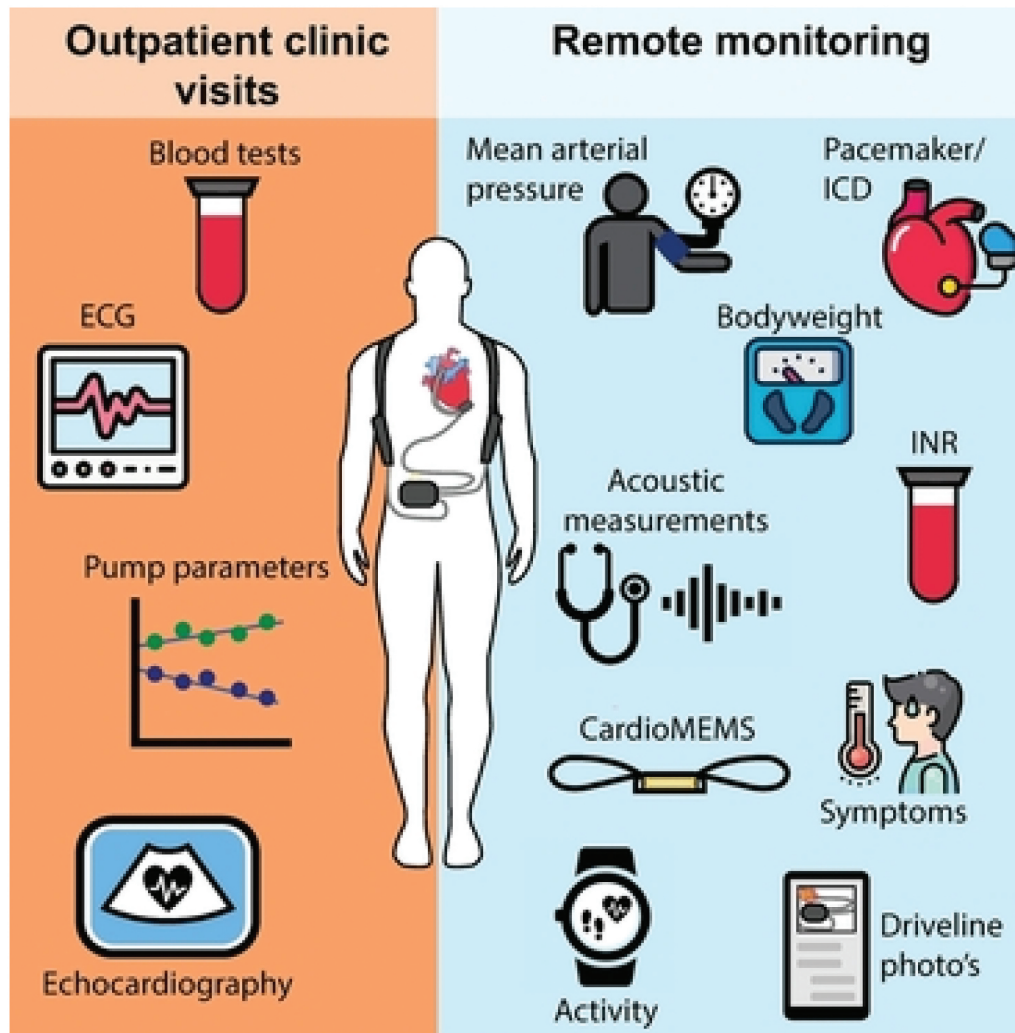 Outpatient clinic
visits
Blood tests
ECG
Pump parameters
Echocardiography
Remote monitoring
Mean arterial
pressure
Pacemaker/
ICD
Bodyweight
INR
Acoustic
measurements
CardioMEMS
Symptoms
Activity
Driveline
photo's